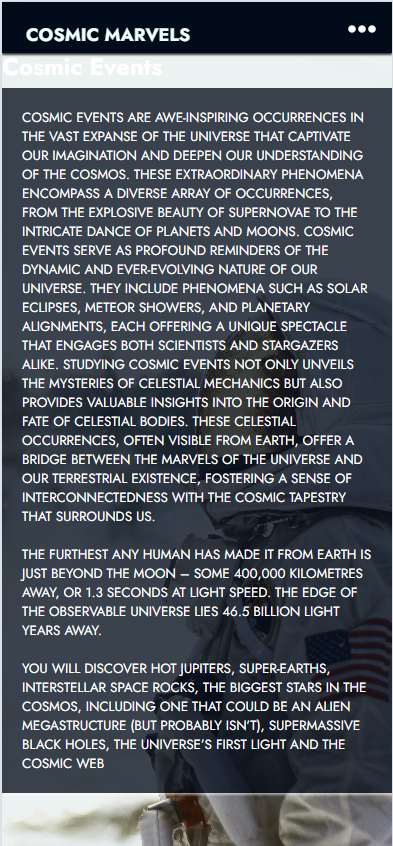 COSMIC MARVELS
Cosmic Events
COSMIC EVENTS ARE AWE-INSPIRING OCCURRENCES IN
THE VAST EXPANSE OF THE UNIVERSE THAT CAPTIVATE
OUR IMAGINATION AND DEEPEN OUR UNDERSTANDING
OF THE COSMOS. THESE EXTRAORDINARY PHENOMENA
ENCOMPASS A DIVERSE ARRAY OF OCCURRENCES,
FROM THE EXPLOSIVE BEAUTY OF SUPERNOVAE TO THE
INTRICATE DANCE OF PLANETS AND MOONS. COSMIC
EVENTS SERVE AS PROFOUND REMINDERS OF THE
DYNAMIC AND EVER-EVOLVING NATURE OF OUR
UNIVERSE. THEY INCLUDE PHENOMENA SUCH AS SOLAR
ECLIPSES, METEOR SHOWERS, AND PLANETARY
ALIGNMENTS, EACH OFFERING A UNIQUE SPECTACLE
THAT ENGAGES BOTH SCIENTISTS AND STARGAZERS
ALIKE. STUDYING COSMIC EVENTS NOT ONLY UNVEILS
THE MYSTERIES OF CELESTIAL MECHANICS BUT ALSO
PROVIDES VALUABLE INSIGHTS INTO THE ORIGIN AND
FATE OF CELESTIAL BODIES. THESE CELESTIAL
OCCURRENCES, OFTEN VISIBLE FROM EARTH, OFFER A
BRIDGE BETWEEN THE MARVELS OF THE UNIVERSE AND
OUR TERRESTRIAL EXISTENCE, FOSTERING A SENSE OF
INTERCONNECTEDNESS WITH THE COSMIC TAPESTRY
THAT SURROUNDS US.
THE FURTHEST ANY HUMAN HAS MADE IT FROM EARTH IS
JUST BEYOND THE MOON – SOME 400,000 KILOMETRES
AWAY, OR 1.3 SECONDS AT LIGHT SPEED. THE EDGE OF
THE OBSERVABLE UNIVERSE LIES 46.5 BILLION LIGHT
YEARS AWAY.
YOU WILL DISCOVER HOT JUPITERS, SUPER-EARTHS,
INTERSTELLAR SPACE ROCKS, THE BIGGEST STARS IN THE
COSMOS, INCLUDING ONE THAT COULD BE AN ALIEN
MEGASTRUCTURE (BUT PROBABLY ISN'T), SUPERMASSIVE
BLACK HOLES, THE UNIVERSE'S FIRST LIGHT AND THE
COSMIC WEB